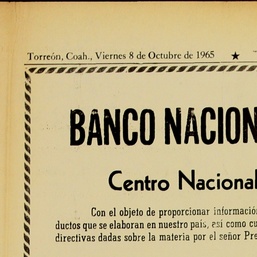 Torreón, Coah., Viernes 8 de Octubre de 1965 ★
BANCO NACION
Centro Nacional
Con el objeto de proporcionar informació
ductos que se elaboran en nuestro país, así como cu
directivas dadas sobre la materia por el señor Pre